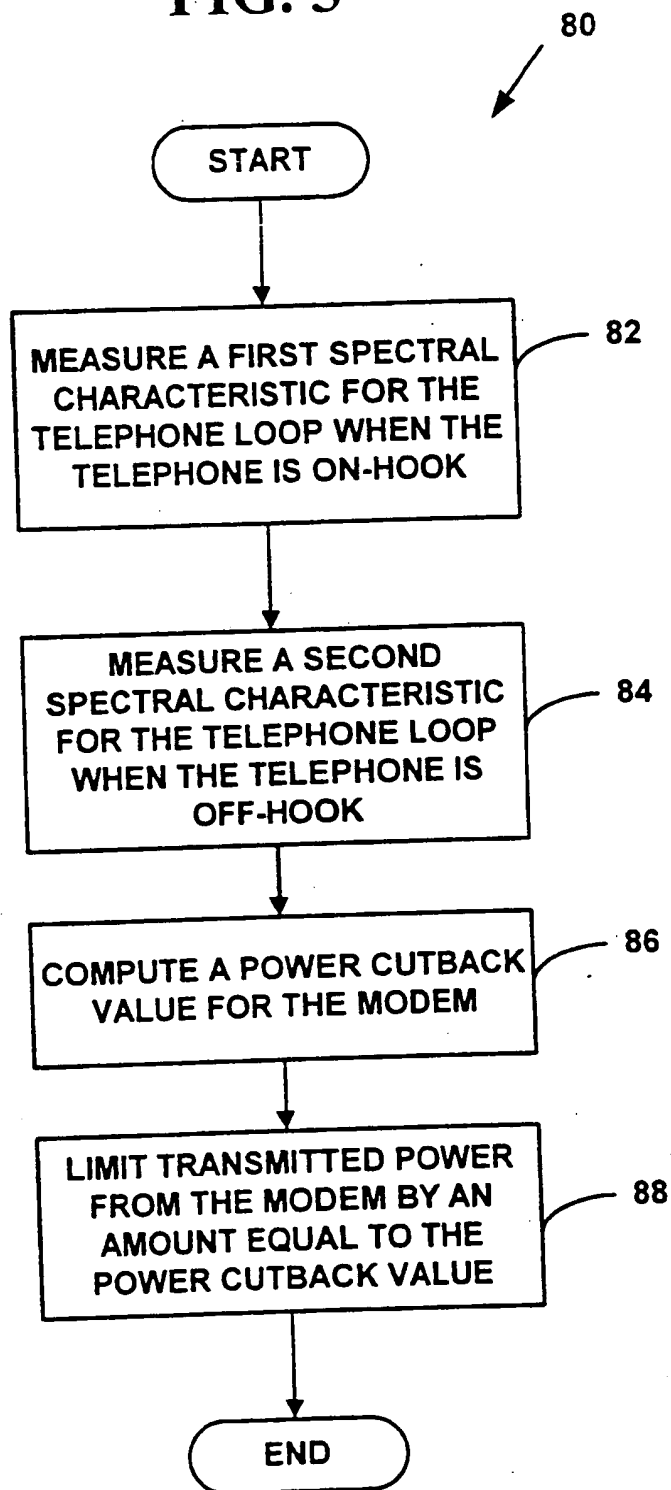 FIG.
80
START
MEASURE A FIRST SPECTRAL
CHARACTERISTIC FOR THE
TELEPHONE LOOP WHEN THE
TELEPHONE IS ON-HOOK
82
MEASURE A SECOND
SPECTRAL CHARACTERISTIC
FOR THE TELEPHONE LOOP
WHEN THE TELEPHONE IS
OFF-HOOK
84
COMPUTE A POWER CUTBACK
VALUE FOR THE MODEM
86
LIMIT TRANSMITTED POWER
FROM THE MODEM BY AN
AMOUNT EQUAL TO THE
POWER CUTBACK VALUE
88
END